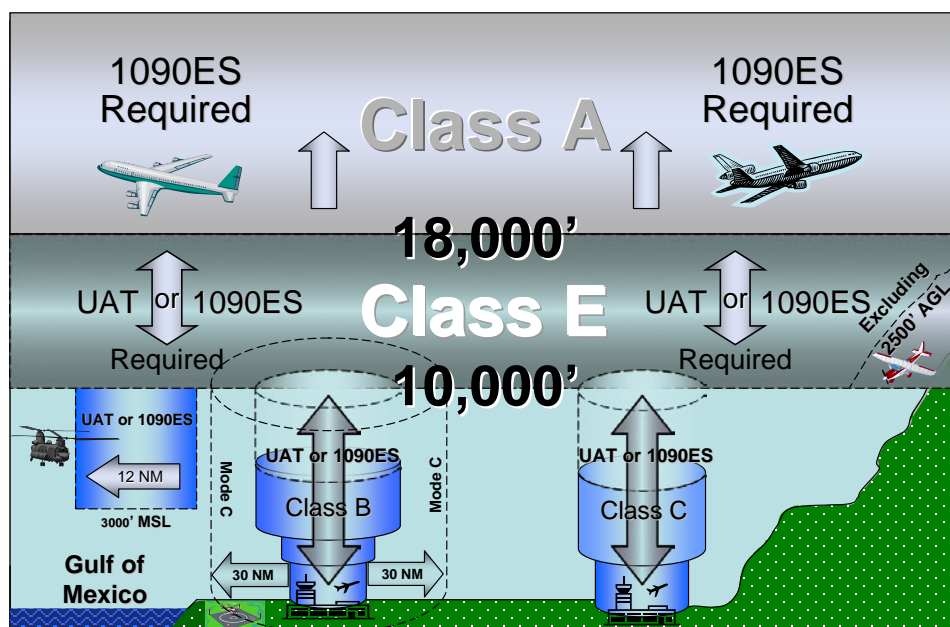 1090ES
Required
1090ES
Required
Class A
18,000’
UAT or 1090ES
Required
Class E
UAT or 1090ES
Required
Excluding
2500’ AGL
10,000’
UAT or 1090ES
12 NM
3000’ MSL
Gulf of
Mexico
Mode C
UAT or 1090ES
Class B
Mode C
30 NM
30 NM
UAT or 1090ES
Class C